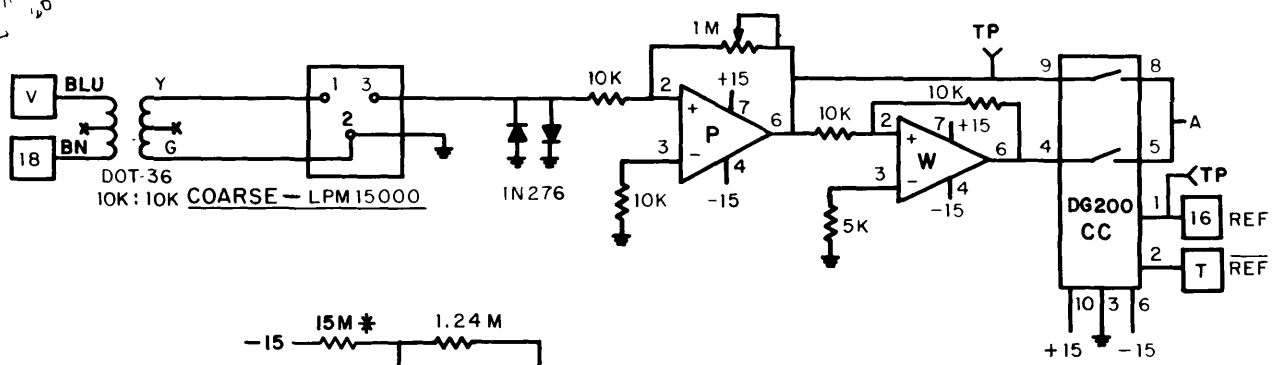 1 M
TP
V
BLU
Y
1
3
10K
2
+15
9
8
+
7
10K
2
P
6
10K
2
7
+15
A
18
BN
G
3
−
4
+
W
6
4
5
DOT-36
10K
-15
3
−
4
TP
10K : 10K
COARSE — LPM 15000
IN276
5K
-15
DG200
CC
1
16
REF
2
T
REF
10
3
6
+15
-15
-15
15M *
1.24 M